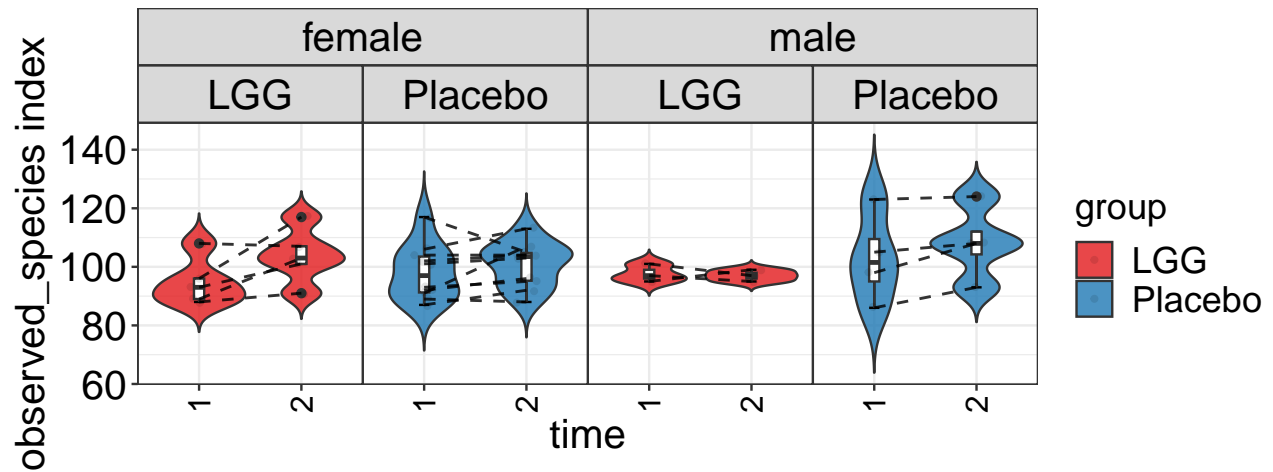 female male
LGG Placebo LGG Placebo
observed_species index
140
120
100
80
60
1 2 1 2 1 2 1 2
time
group
LGG
Placebo